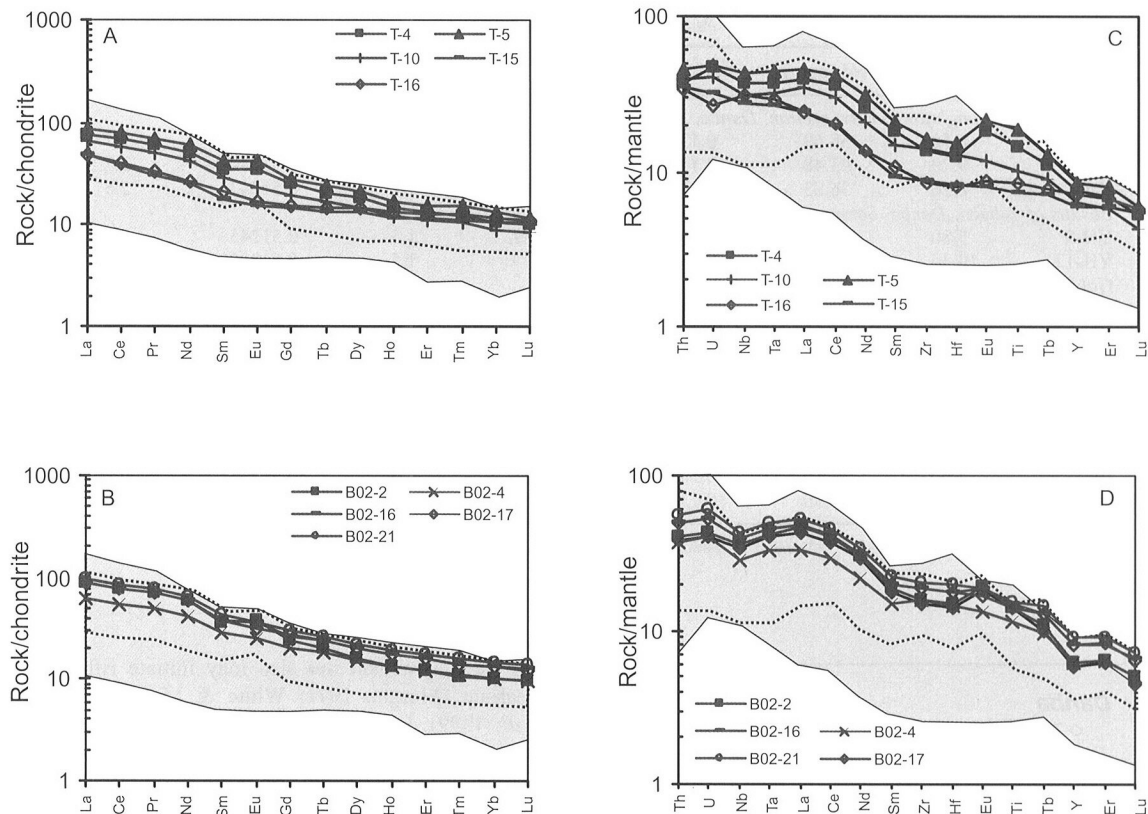 1000
A
T-4
T-5
T-10
T-15
T-16
100
10
1
Rock/chondrite
La Ce Pr Nd Sm Eu Gd Tb Dy Ho Er Tm Yb Lu
100
C
10
T-4
T-10
T-5
T-16
T-15
1
Rock/mantle
Th U Nb Ta La Ce Nd Sm Zr Hf Eu Ti Tb Y Er Lu
1000
B
B02-2
B02-4
B02-16
B02-17
B02-21
100
10
1
Rock/chondrite
La Ce Pr Nd Sm Eu Gd Tb Dy Ho Er Tm Yb Lu
100
D
10
B02-2
B02-16
B02-4
B02-21
B02-17
1
Rock/mantle
Th U Nb Ta La Ce Nd Sm Zr Hf Eu Ti Tb Y Er Lu